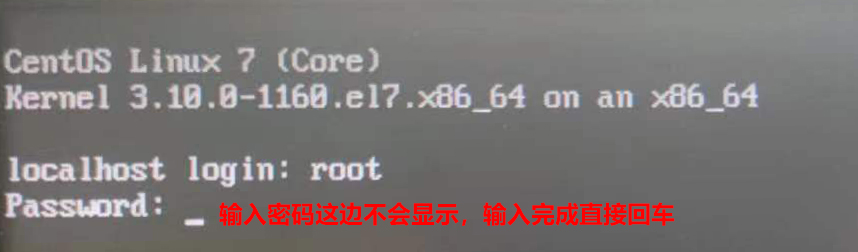 CentOS Linux 7 (Core)
Kernel 3.10.0-1160.el7.x86_64 on an x86_64
localhost login: root
Password: _ 输入密码这边不会显示，输入完成直接回车